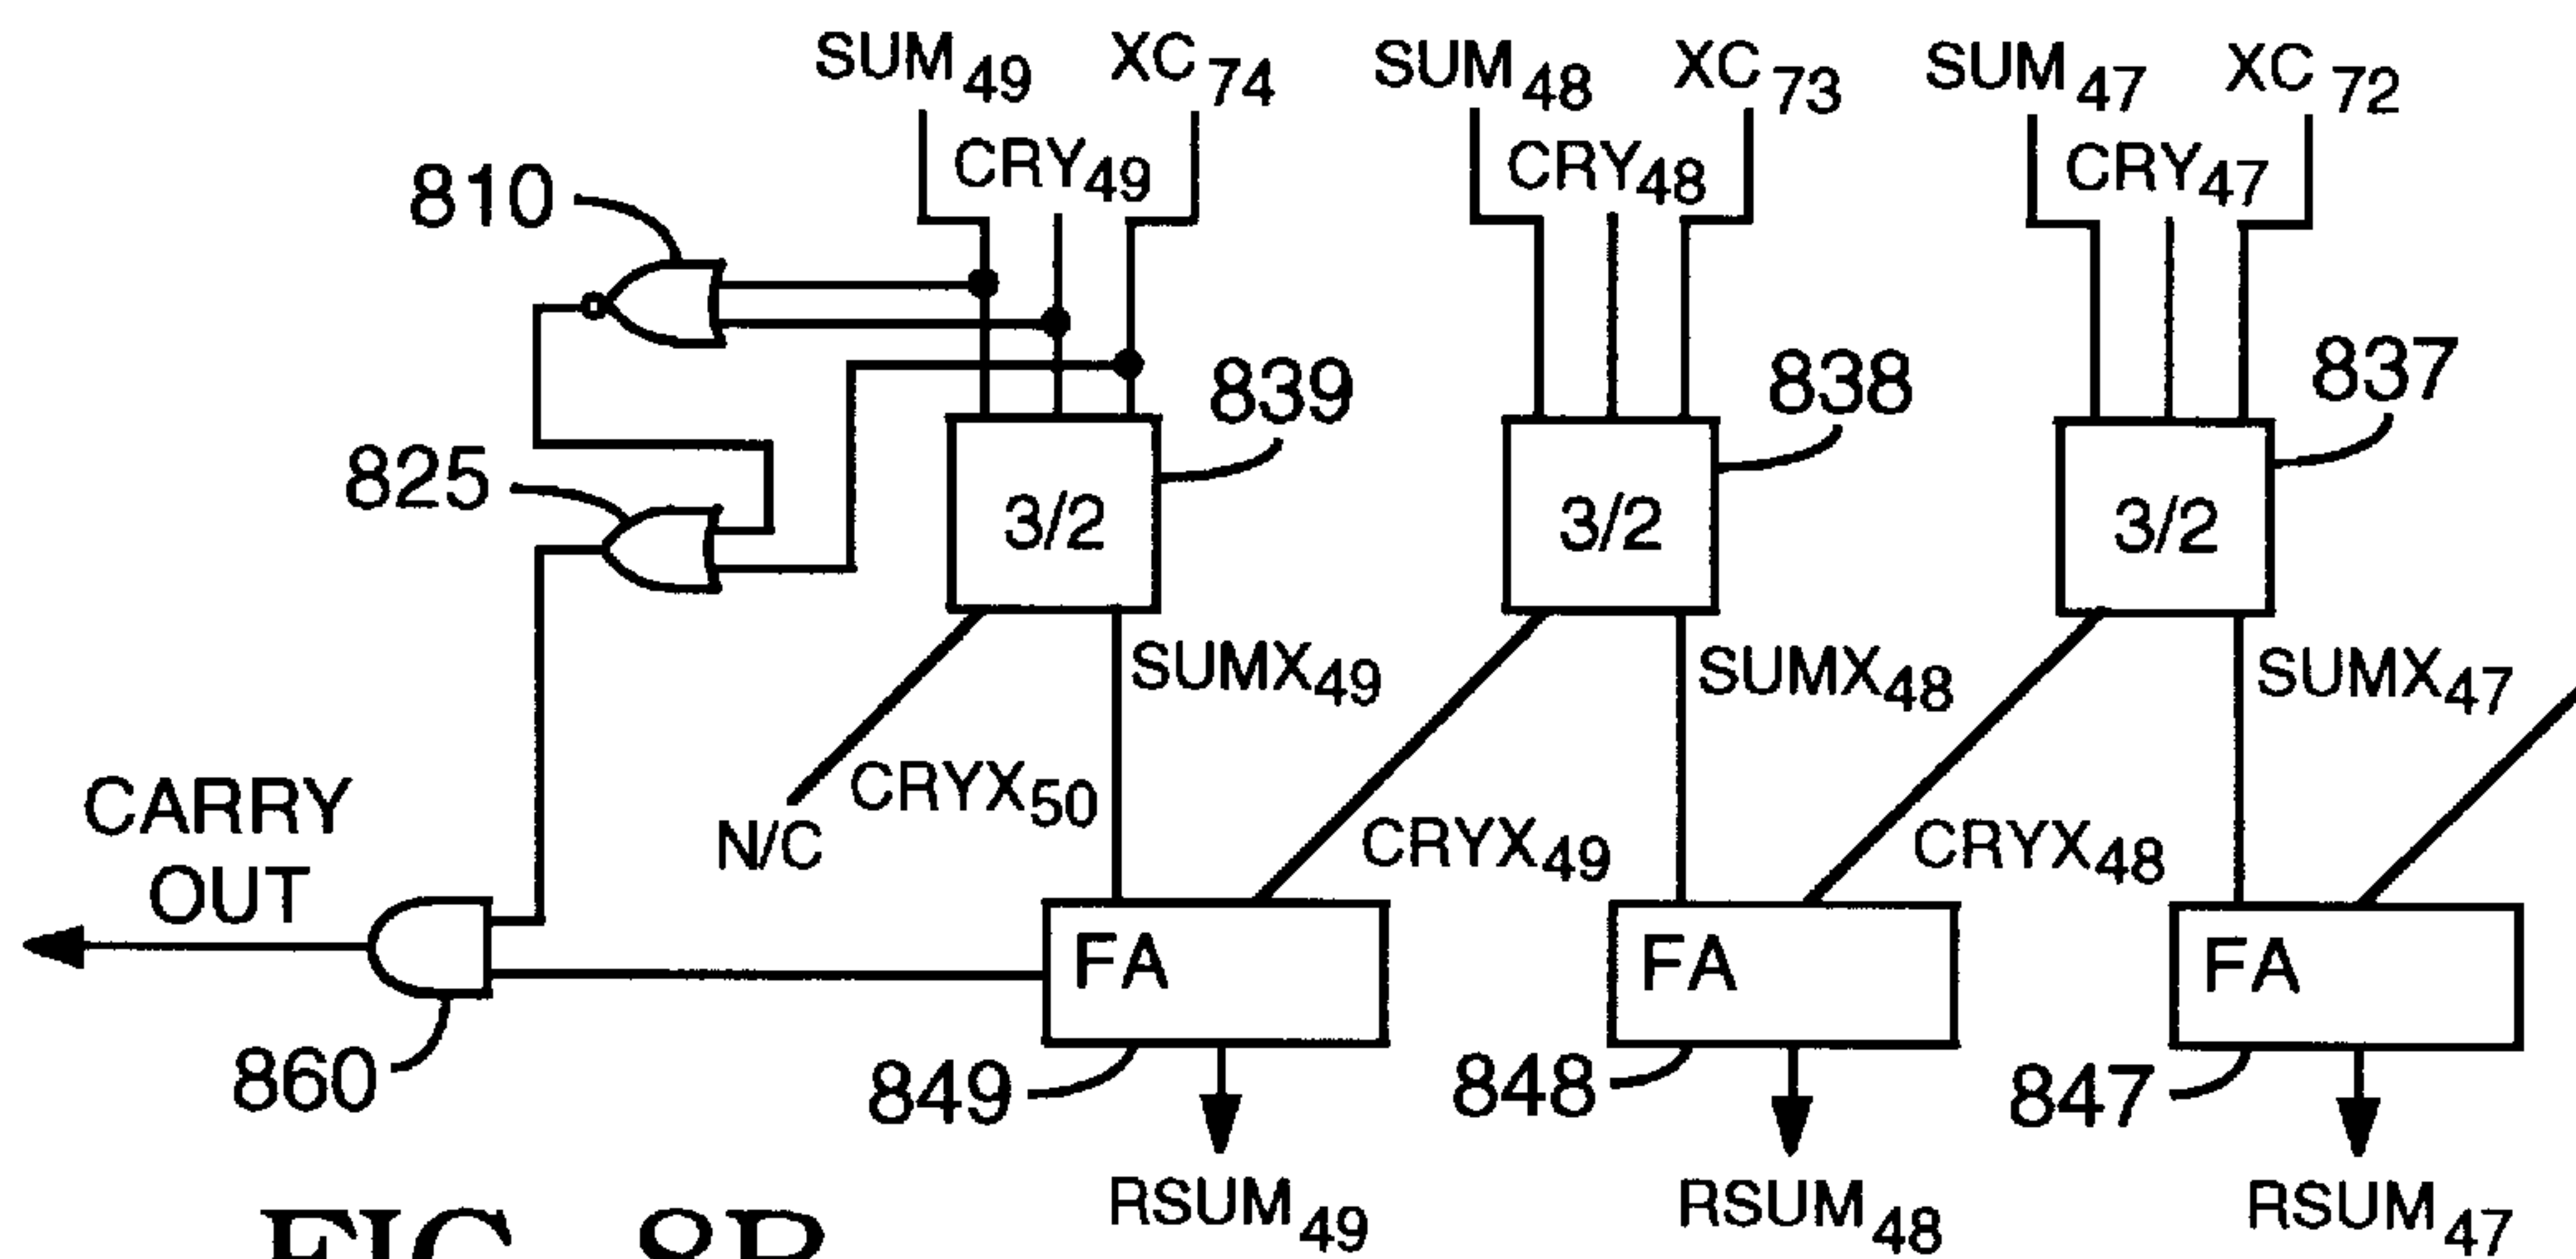 SUM49 XC74 SUM48 XC73 SUM47 XC72
CRY49 CRY48 CRY47
810
839 838 837
825
3/2 3/2 3/2
SUMX49 SUMX48 SUMX47
CRYX50
N/C
CRYX49 CRYX48
CARRY
OUT
FA FA FA
860
849 848 847
RSUM49 RSUM48 RSUM47
FIG. 8B